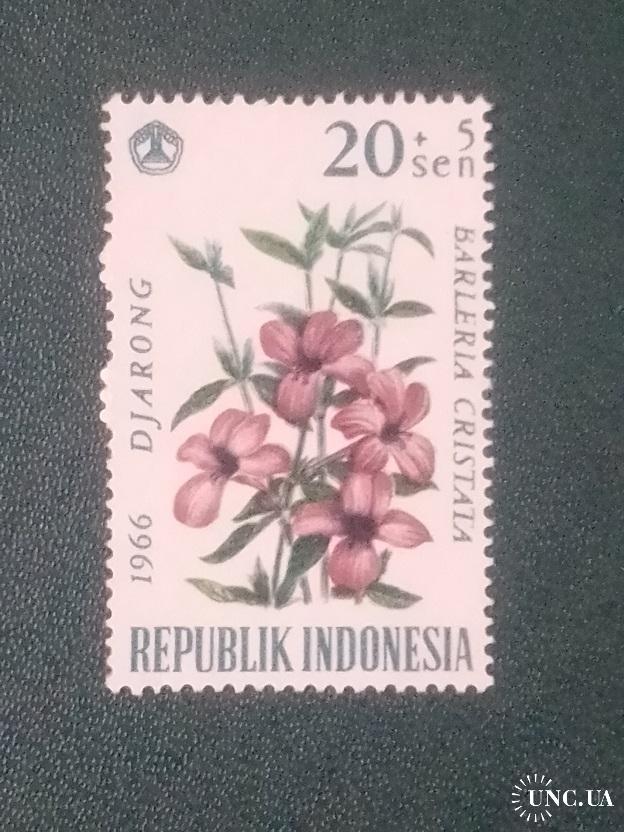 20 + 5
sen
BARLERIA CRISTATA
1966 DJARONG
REPUBLIK INDONESIA
UNC.UA